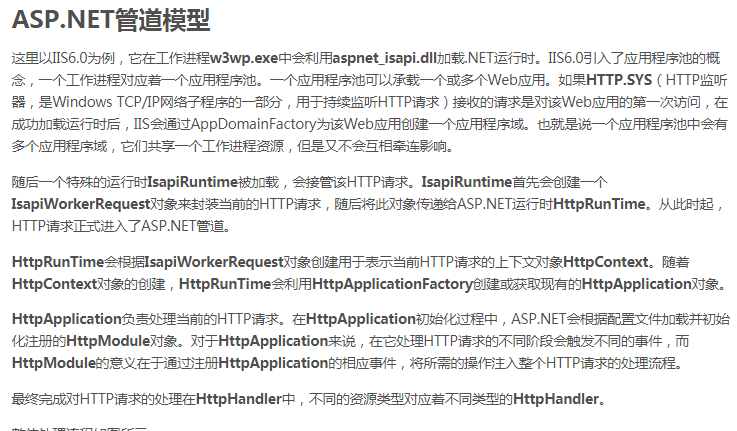 ASP.NET管道模型
这里以IIS6.0为例，它在工作进程w3wp.exe中会利用aspnet_isapi.dll加载.NET运行时。IIS6.0引入了应用程序池的概
念，一个工作进程对应着一个应用程序池。一个应用程序池可以承载一个或多个Web应用。如果HTTP.SYS（HTTP监听
器，是Windows TCP/IP网络子程序的一部分，用于持续监听HTTP请求）接收的请求是对该Web应用的第一次访问，在
成功加载运行时后，IIS会通过AppDomainFactory为该Web应用创建一个应用程序域。也就是说一个应用程序池中会有
多个应用程序域，它们共享一个工作进程资源，但是又不会互相牵连影响。
随后一个特殊的运行时IsapiRuntime被加载，会接管该HTTP请求。IsapiRuntime首先会创建一个
IsapiWorkerRequest对象来封装当前的HTTP请求，随后将此对象传递给ASP.NET运行时HttpRunTime。从此时起，
HTTP请求正式进入了ASP.NET管道。
HttpRunTime会根据IsapiWorkerRequest对象创建用于表示当前HTTP请求的上下文对象HttpContext。随着
HttpContext对象的创建，HttpRunTime会利用HttpApplicationFactory创建或获取现有的HttpApplication对象。
HttpApplication负责处理当前的HTTP请求。在HttpApplication初始化过程中，ASP.NET会根据配置文件加载并初始
化注册的HttpModule对象。对于HttpApplication来说，在它处理HTTP请求的不同阶段会触发不同的事件，而
HttpModule的意义在于通过注册HttpApplication的相应事件，将所需的操作注入整个HTTP请求的处理流程。
最终完成对HTTP请求的处理在HttpHandler中，不同的资源类型对应着不同类型的HttpHandler。